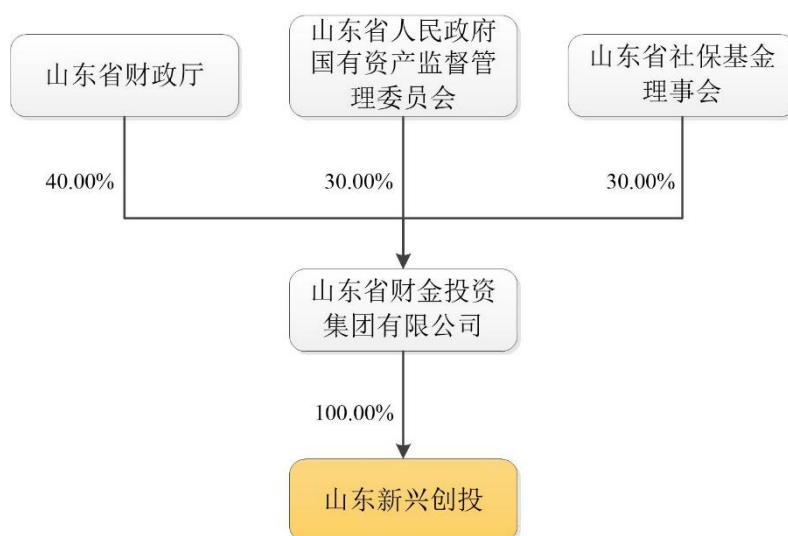 山东省财政厅
山东省人民政府
国有资产监督管
理委员会
山东省社保基金
理事会
40.00%
30.00%
30.00%
山东省财金投资
集团有限公司
100.00%
山东新兴创投